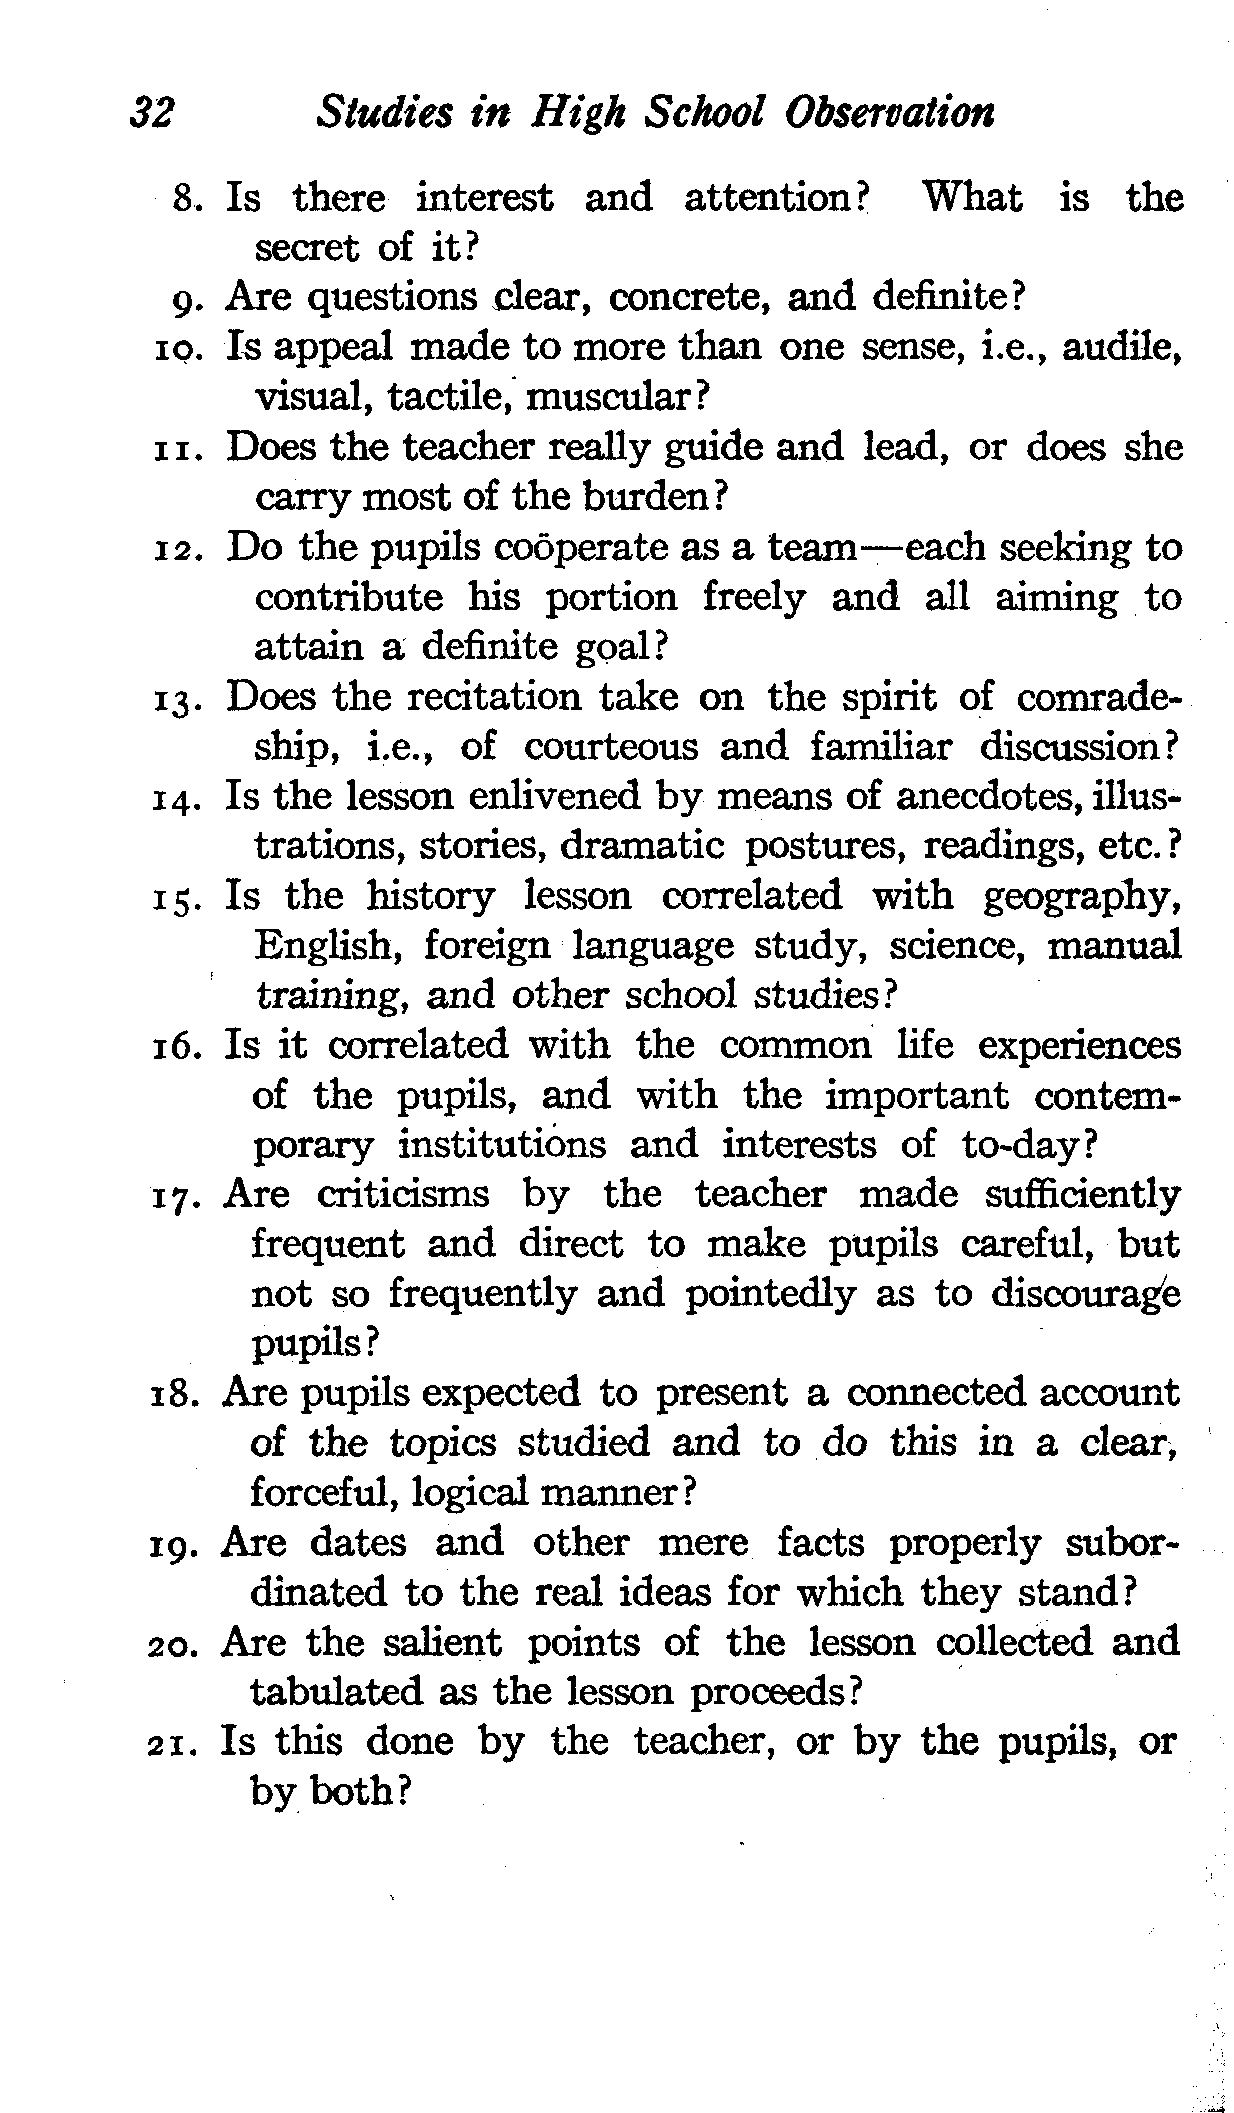 32 Studies in High School Observation
8. Is there interest and attention? What is the
secret of it?
9. Are questions clear, concrete, and definite?
10. Is appeal made to more than one sense, i.e., audile,
visual, tactile, muscular?
11. Does the teacher really guide and lead, or does she
carry most of the burden?
12. Do the pupils coöperate as a team—each seeking to
contribute his portion freely and all aiming to
attain a definite goal?
13. Does the recitation take on the spirit of comrade-
ship, i.e., of courteous and familiar discussion?
14. Is the lesson enlivened by means of anecdotes, illus-
trations, stories, dramatic postures, readings, etc.?
15. Is the history lesson correlated with geography,
English, foreign language study, science, manual
training, and other school studies?
16. Is it correlated with the common life experiences
of the pupils, and with the important contem-
porary institutions and interests of to-day?
17. Are criticisms by the teacher made sufficiently
frequent and direct to make pupils careful, but
not so frequently and pointedly as to discourage
pupils?
18. Are pupils expected to present a connected account
of the topics studied and to do this in a clear,
forceful, logical manner?
19. Are dates and other mere facts properly subor-
dinated to the real ideas for which they stand?
20. Are the salient points of the lesson collected and
tabulated as the lesson proceeds?
21. Is this done by the teacher, or by the pupils, or
by both?